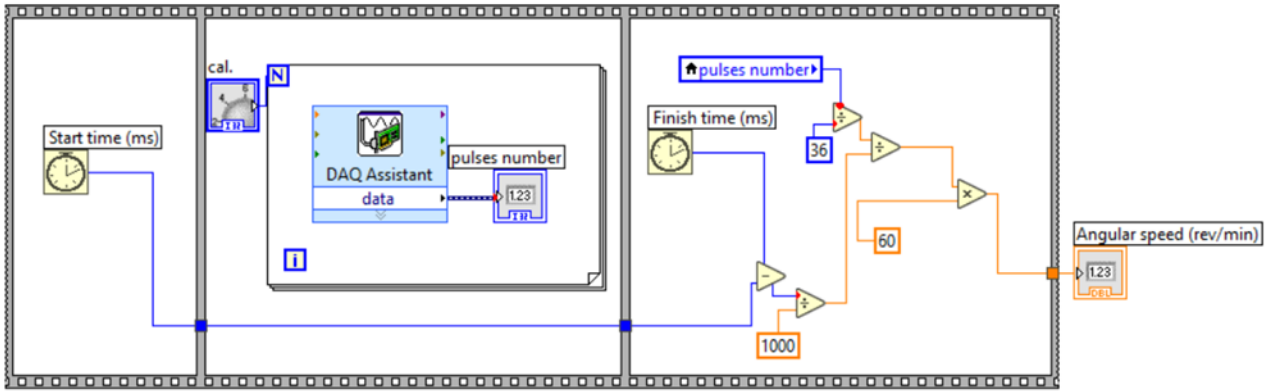 Start time (ms)
cal.
N
DAQ Assistant
data
pulses number
1.23
i
pulses number
Finish time (ms)
36
60
1000
Angular speed (rev/min)
1.23
DBL